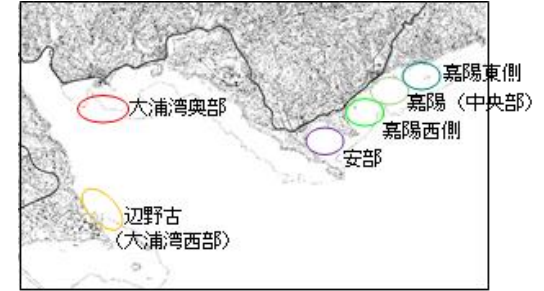 嘉陽東側
嘉陽（中央部）
大浦湾奥部
嘉陽西側
安部
辺野古
（大浦湾西部）